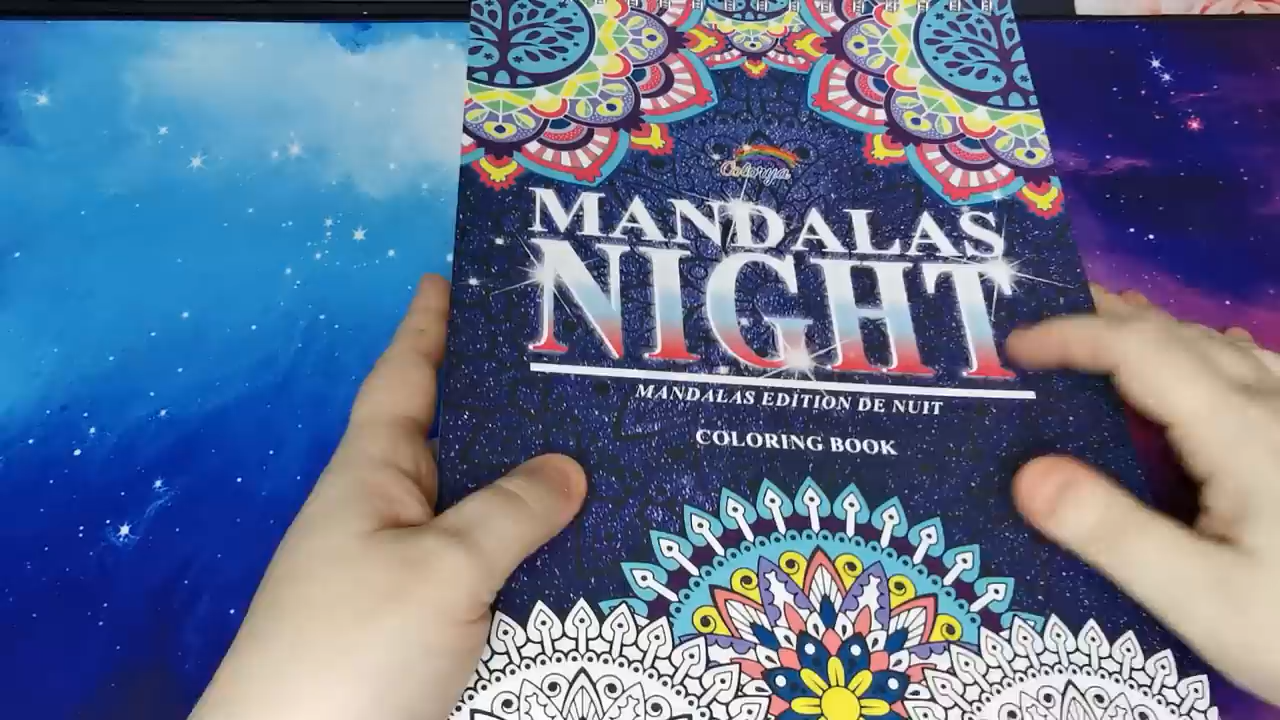 Colorya
MANDALAS
NIGHT
MANDALAS EDITION DE NUIT
COLORING BOOK